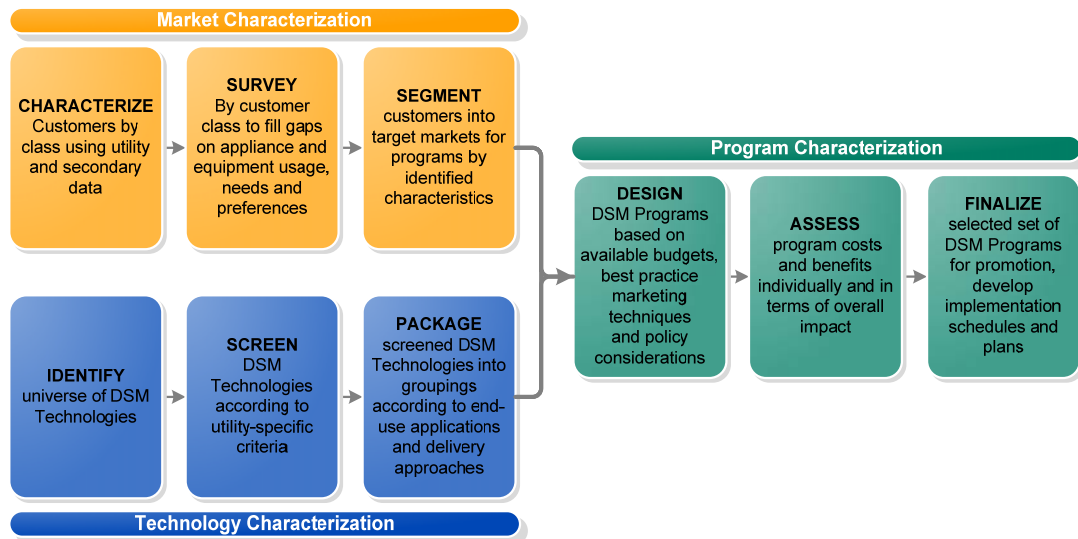 Market Characterization
CHARACTERIZE
Customers by
class using utility
and secondary
data
SURVEY
By customer
class to fill gaps
on appliance and
equipment usage,
needs and
preferences
SEGMENT
customers into
target markets for
programs by
identified
characteristics
Program Characterization
DESIGN
DSM Programs
based on
available budgets,
best practice
marketing
techniques
and policy
considerations
ASSESS
program costs
and benefits
individually and in
terms of overall
impact
FINALIZE
selected set of
DSM Programs
for promotion,
develop
implementation
schedules and
plans
IDENTIFY
universe of DSM
Technologies
SCREEN
DSM
Technologies
according to
utility-specific
criteria
PACKAGE
screened DSM
Technologies into
groupings
according to end-
use applications
and delivery
approaches
Technology Characterization